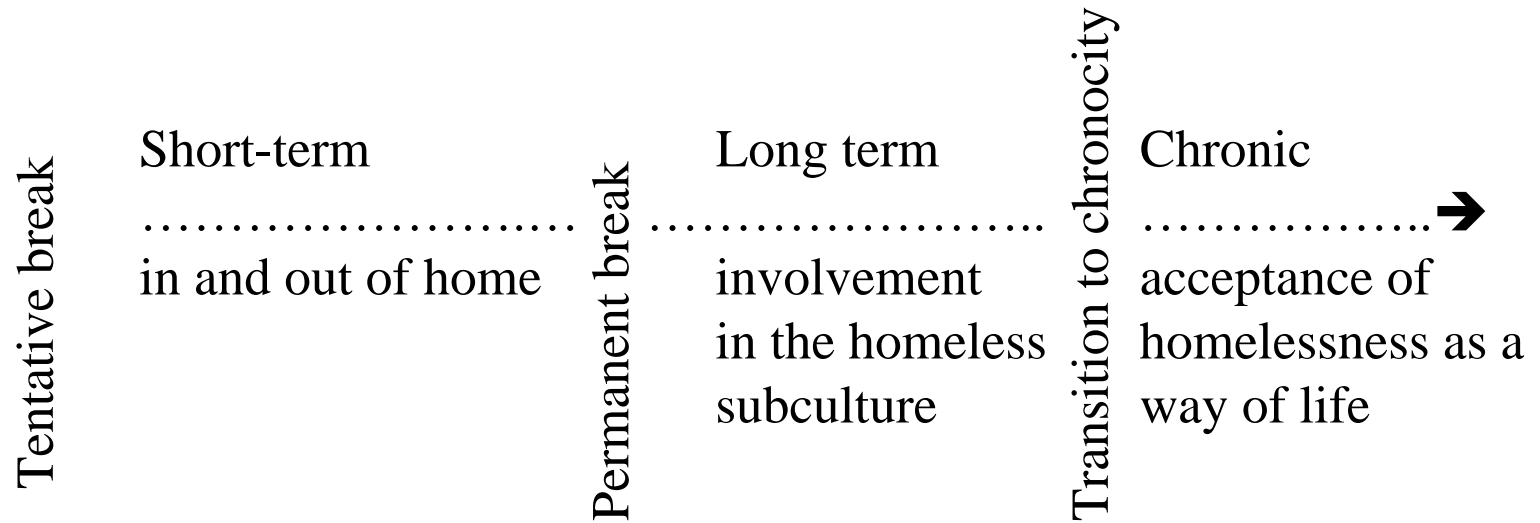 Tentative break
Short-term
…………………….…
in and out of home
Permanent break
Long term
…………………………..
involvement
in the homeless
subculture
Transition to chronocity
Chronic
……………..➔
acceptance of
homelessness as a
way of life